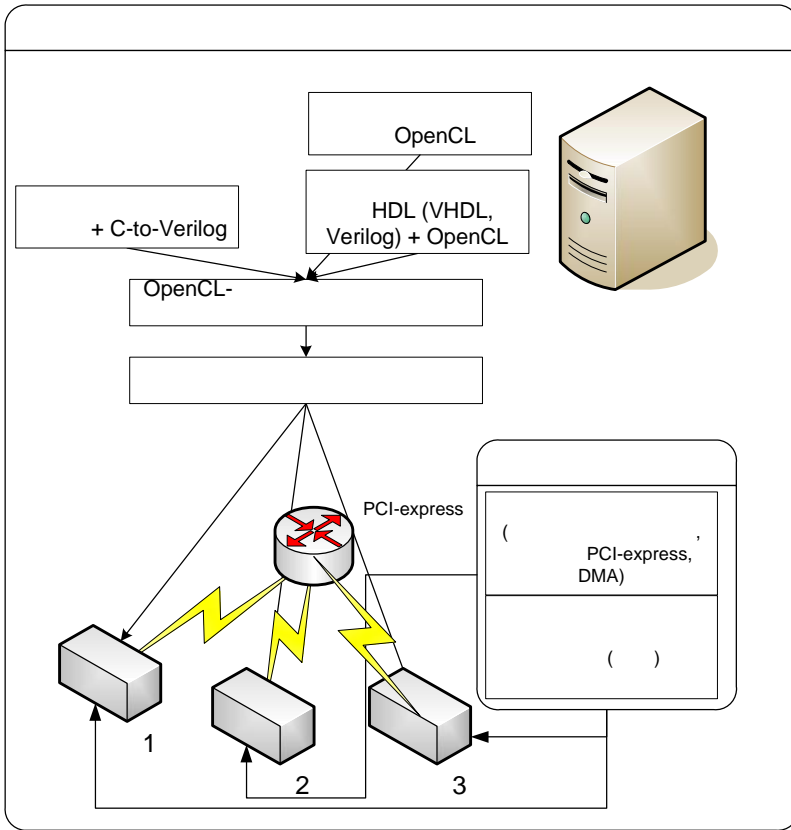 OpenCL
+ C-to-Verilog
HDL (VHDL,
Verilog) + OpenCL
OpenCL-
PCI-express
( ,
PCI-express,
DMA)
( )
1
2
3